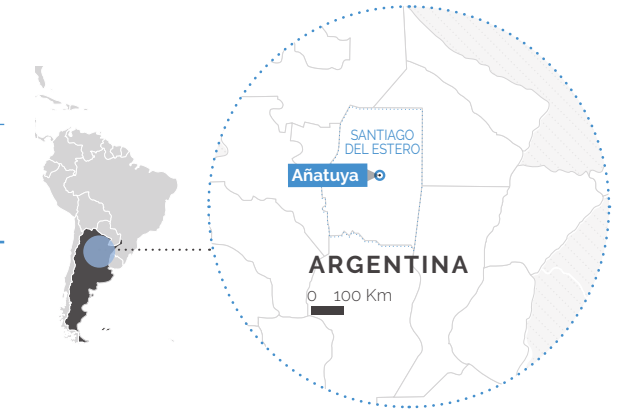 SANTIAGO
DEL ESTERO
Añatuya
ARGENTINA
0 100 Km